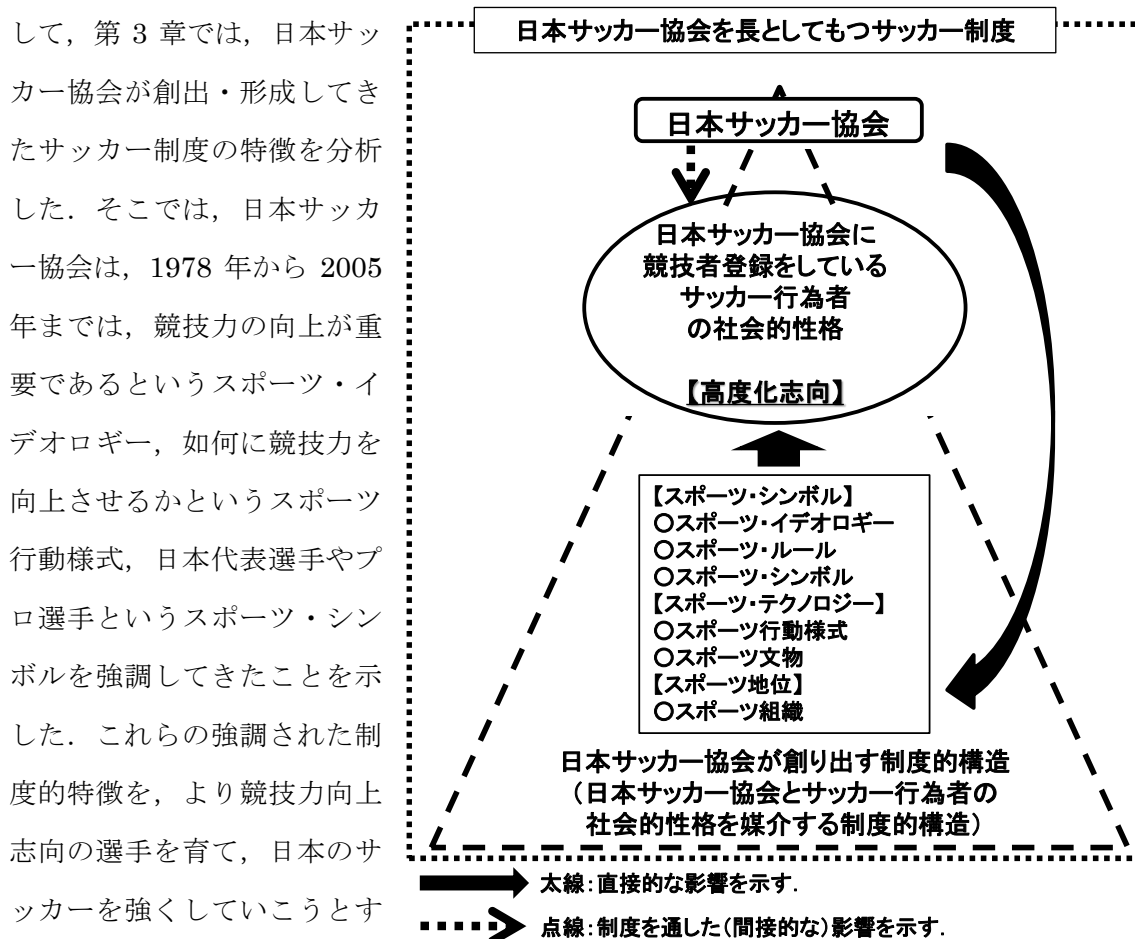 して，第 3 章では，日本サッ
カー協会が創出・形成してき
たサッカー制度の特徴を分析
した．そこでは，日本サッカ
ー協会は，1978 年から 2005
年までは，競技力の向上が重
要であるというスポーツ・イ
デオロギー，如何に競技力を
向上させるかというスポーツ
行動様式，日本代表選手やプ
ロ選手というスポーツ・シン
ボルを強調してきたことを示
した．これらの強調された制
度的特徴を，より競技力向上
志向の選手を育て，日本のサ
ッカーを強くしていこうとす
日本サッカー協会を長としてもつサッカー制度
日本サッカー協会
日本サッカー協会に
競技者登録をしている
サッカー行為者
の社会的性格
【高度化志向】
【スポーツ・シンボル】
○スポーツ・イデオロギー
○スポーツ・ルール
○スポーツ・シンボル
【スポーツ・テクノロジー】
○スポーツ行動様式
○スポーツ文物
【スポーツ地位】
○スポーツ組織
日本サッカー協会が創り出す制度的構造
（日本サッカー協会とサッカー行為者の
社会的性格を媒介する制度的構造）
太線：直接的な影響を示す．
点線：制度を通した（間接的な）影響を示す．